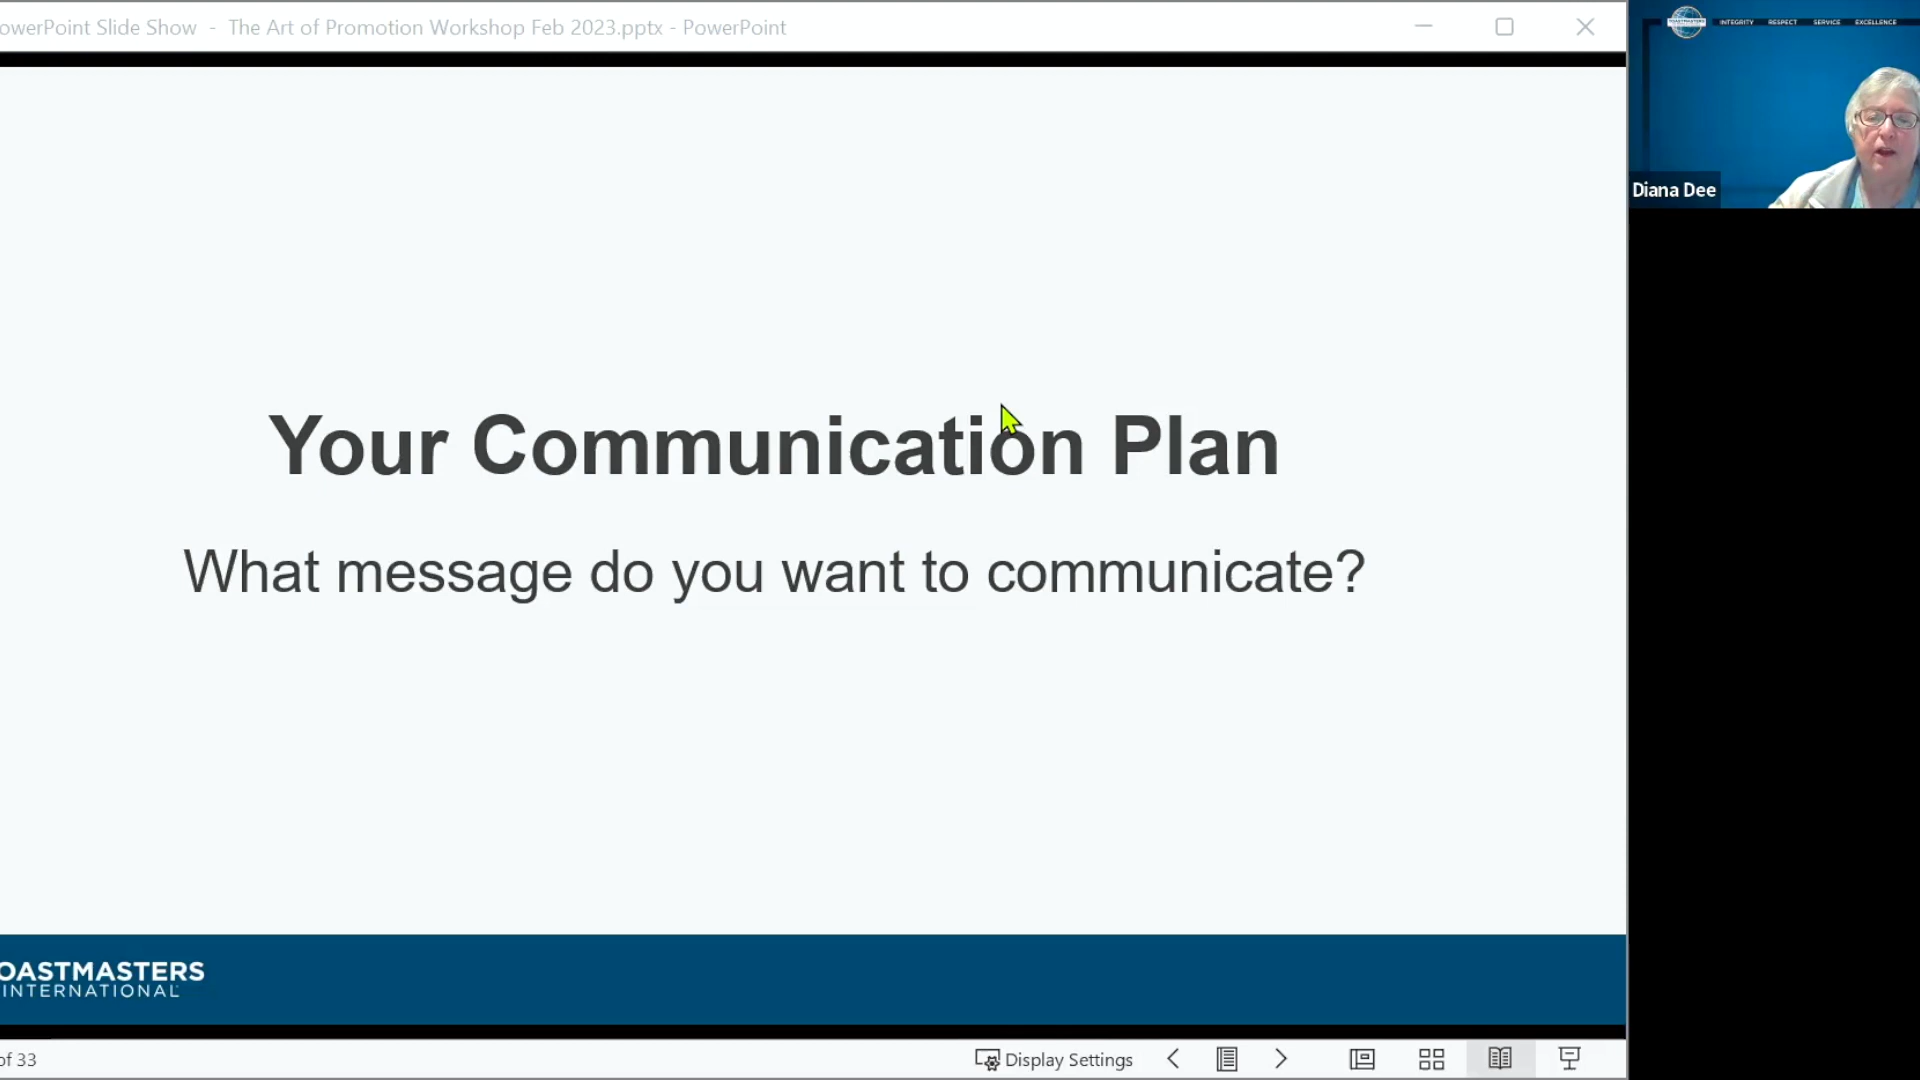 owerPoint Slide Show - The Art of Promotion Workshop Feb 2023.pptx - PowerPoint
TOASTMASTERS INTEGRITY RESPECT SERVICE EXCELLENCE
Diana Dee
Your Communication Plan
What message do you want to communicate?
OASTMASTERS
INTERNATIONAL
of 33
Display Settings